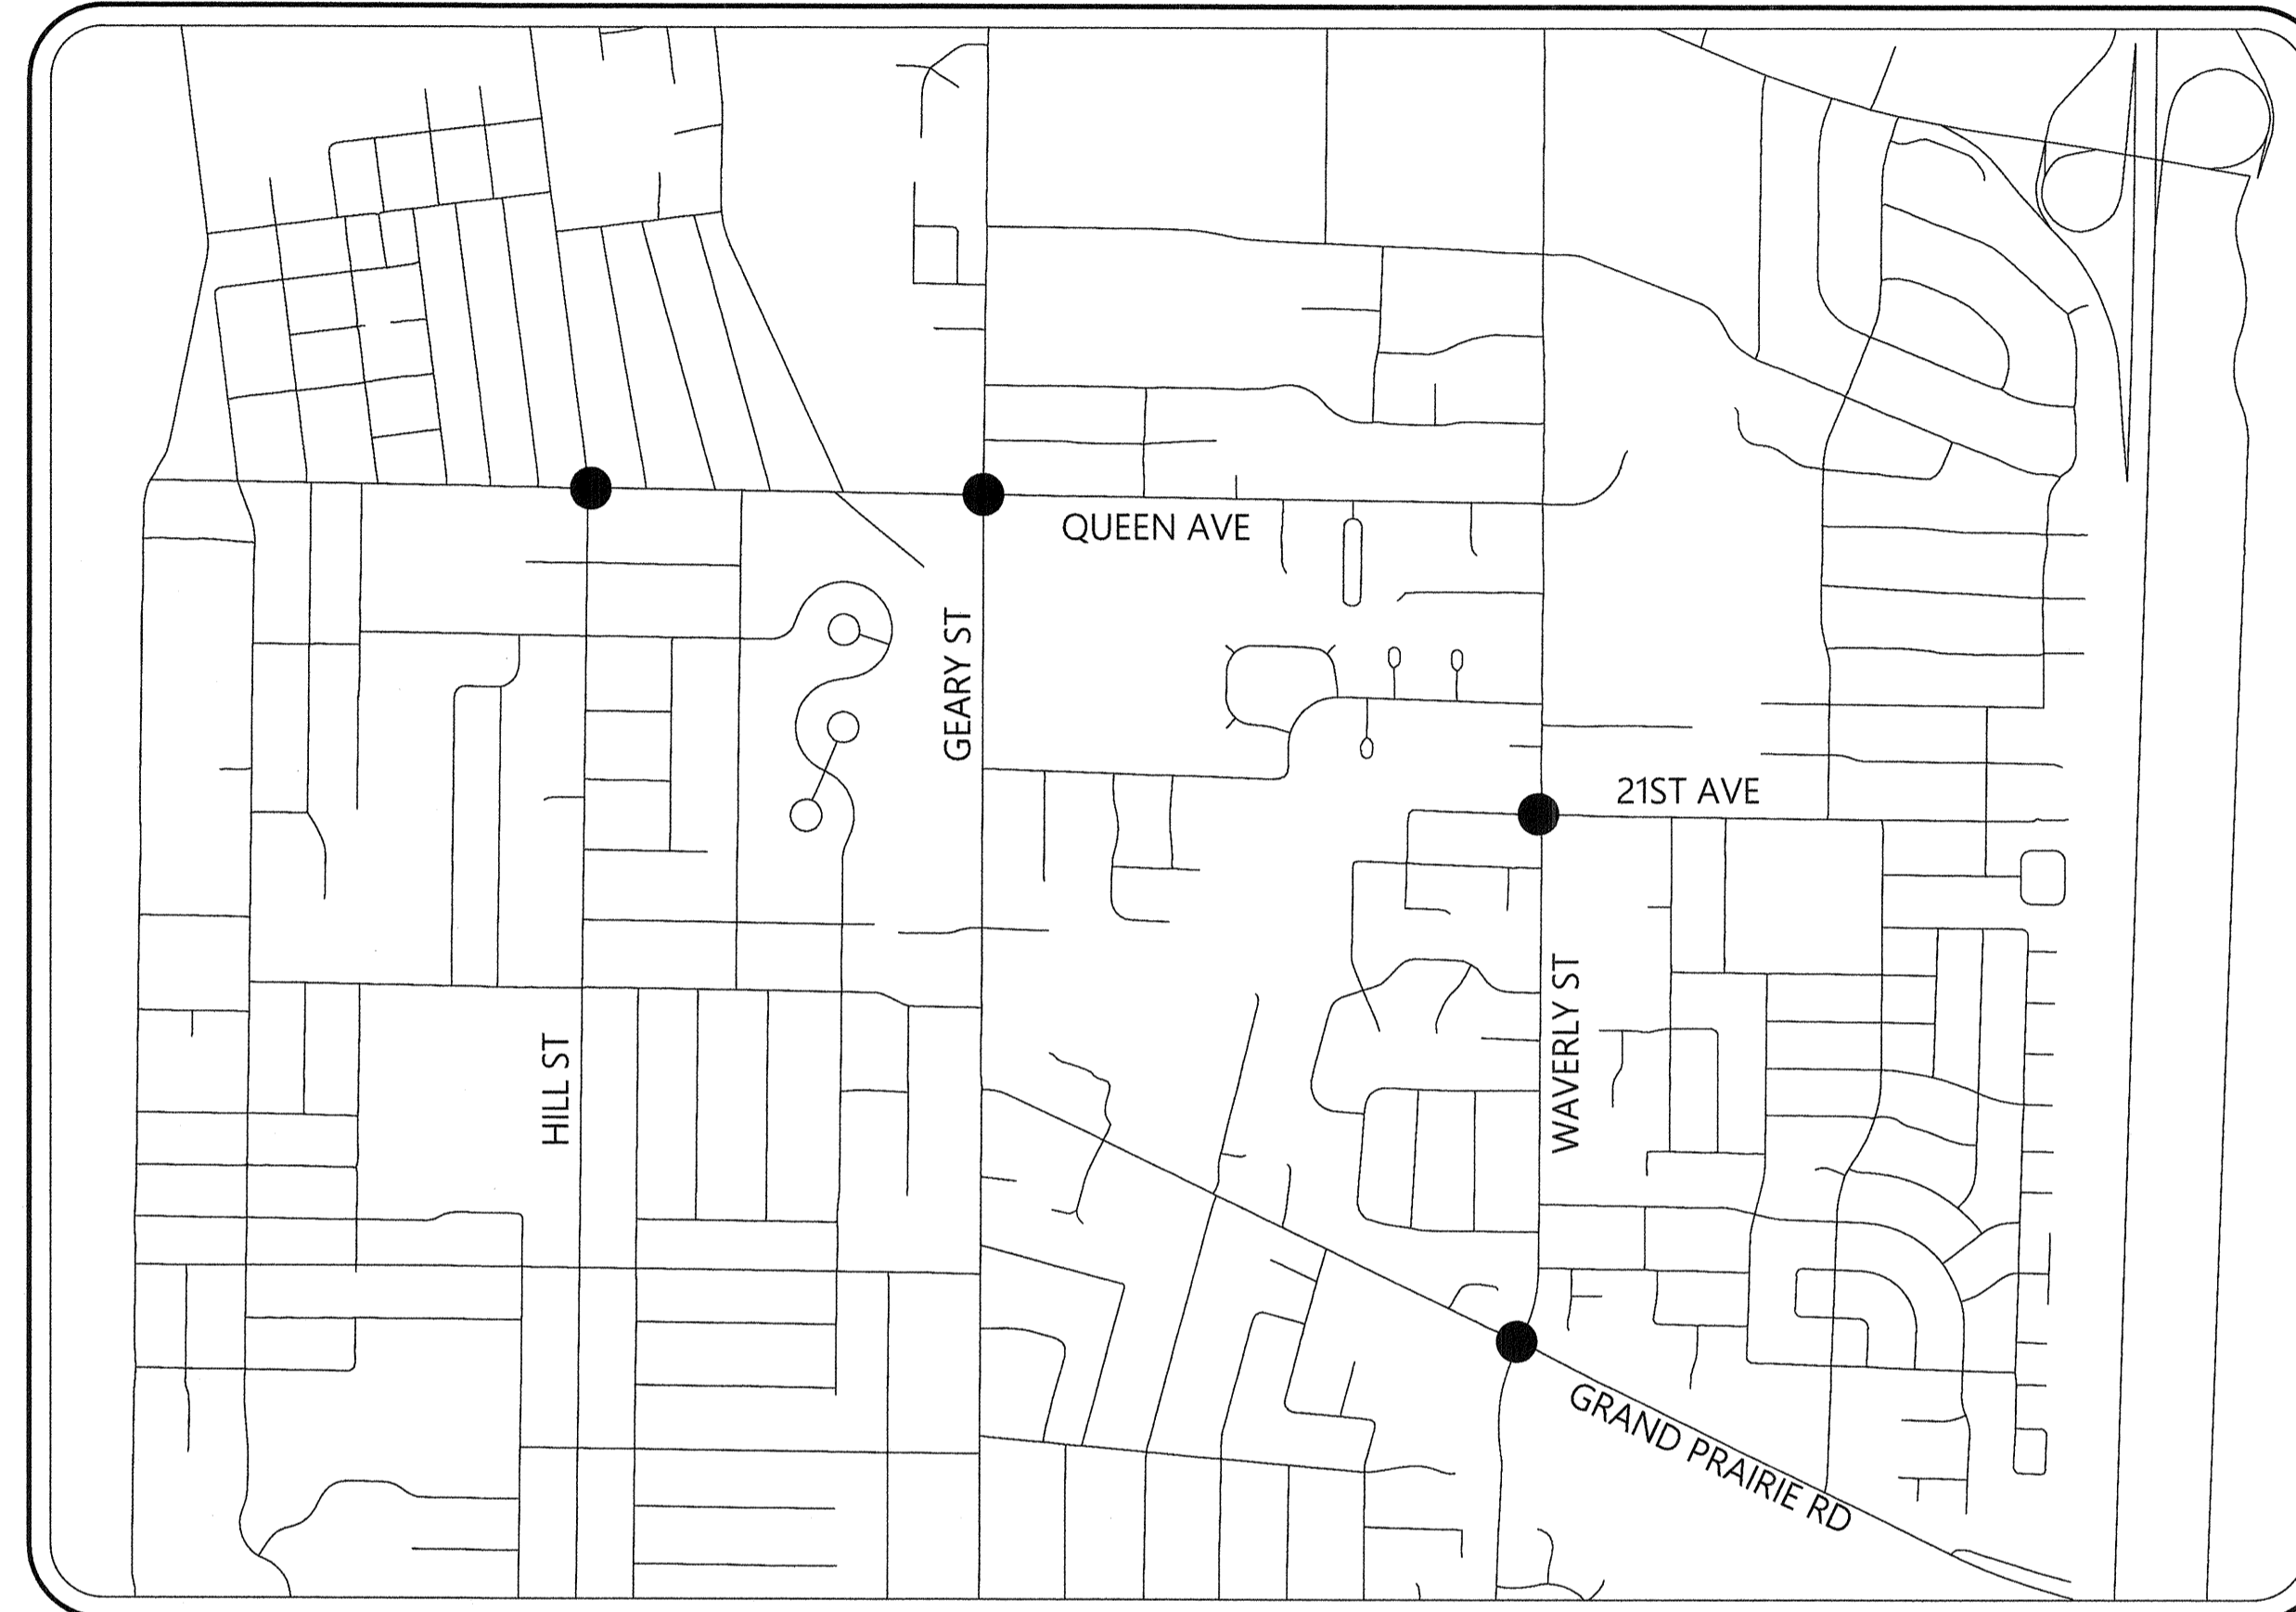 QUEEN AVE
GEARY ST
21ST AVE
HILL ST
WAVERLY ST
GRAND PRAIRIE RD